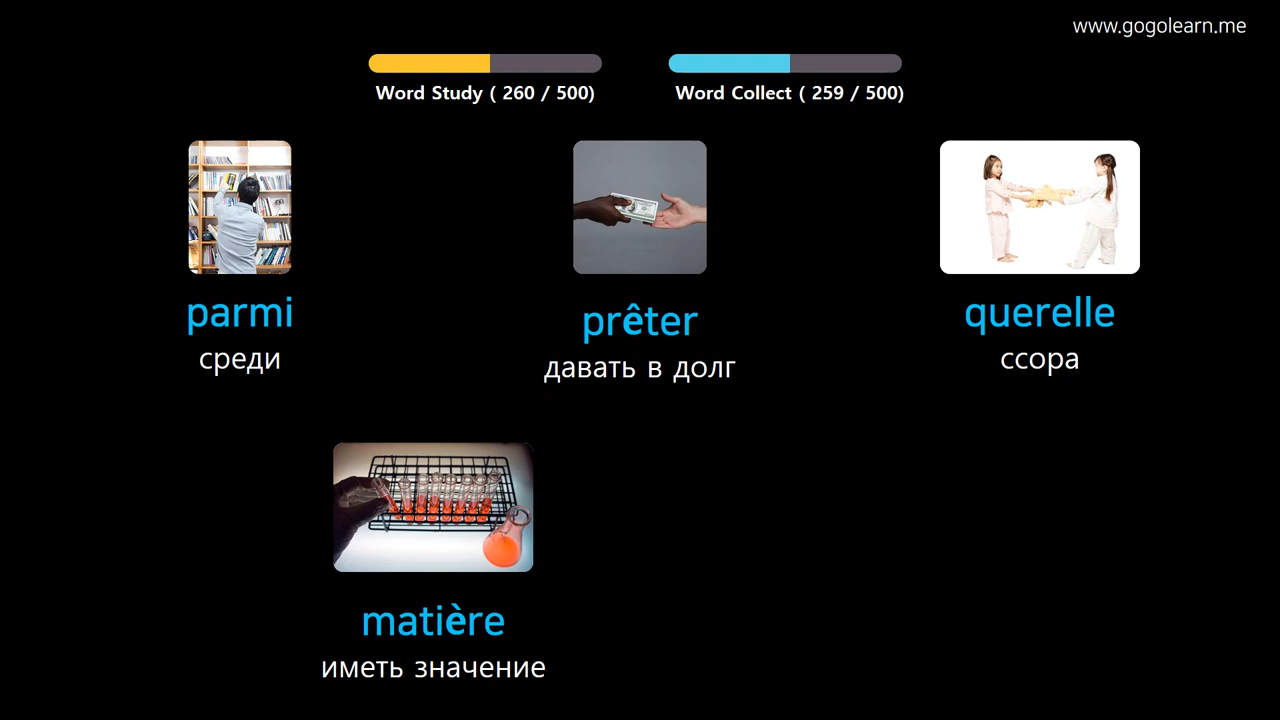 www.gogolearn.me
Word Study ( 260 / 500)
Word Collect ( 259 / 500)
parmi
среди
prêter
давать в долг
querelle
ссора
matière
иметь значение